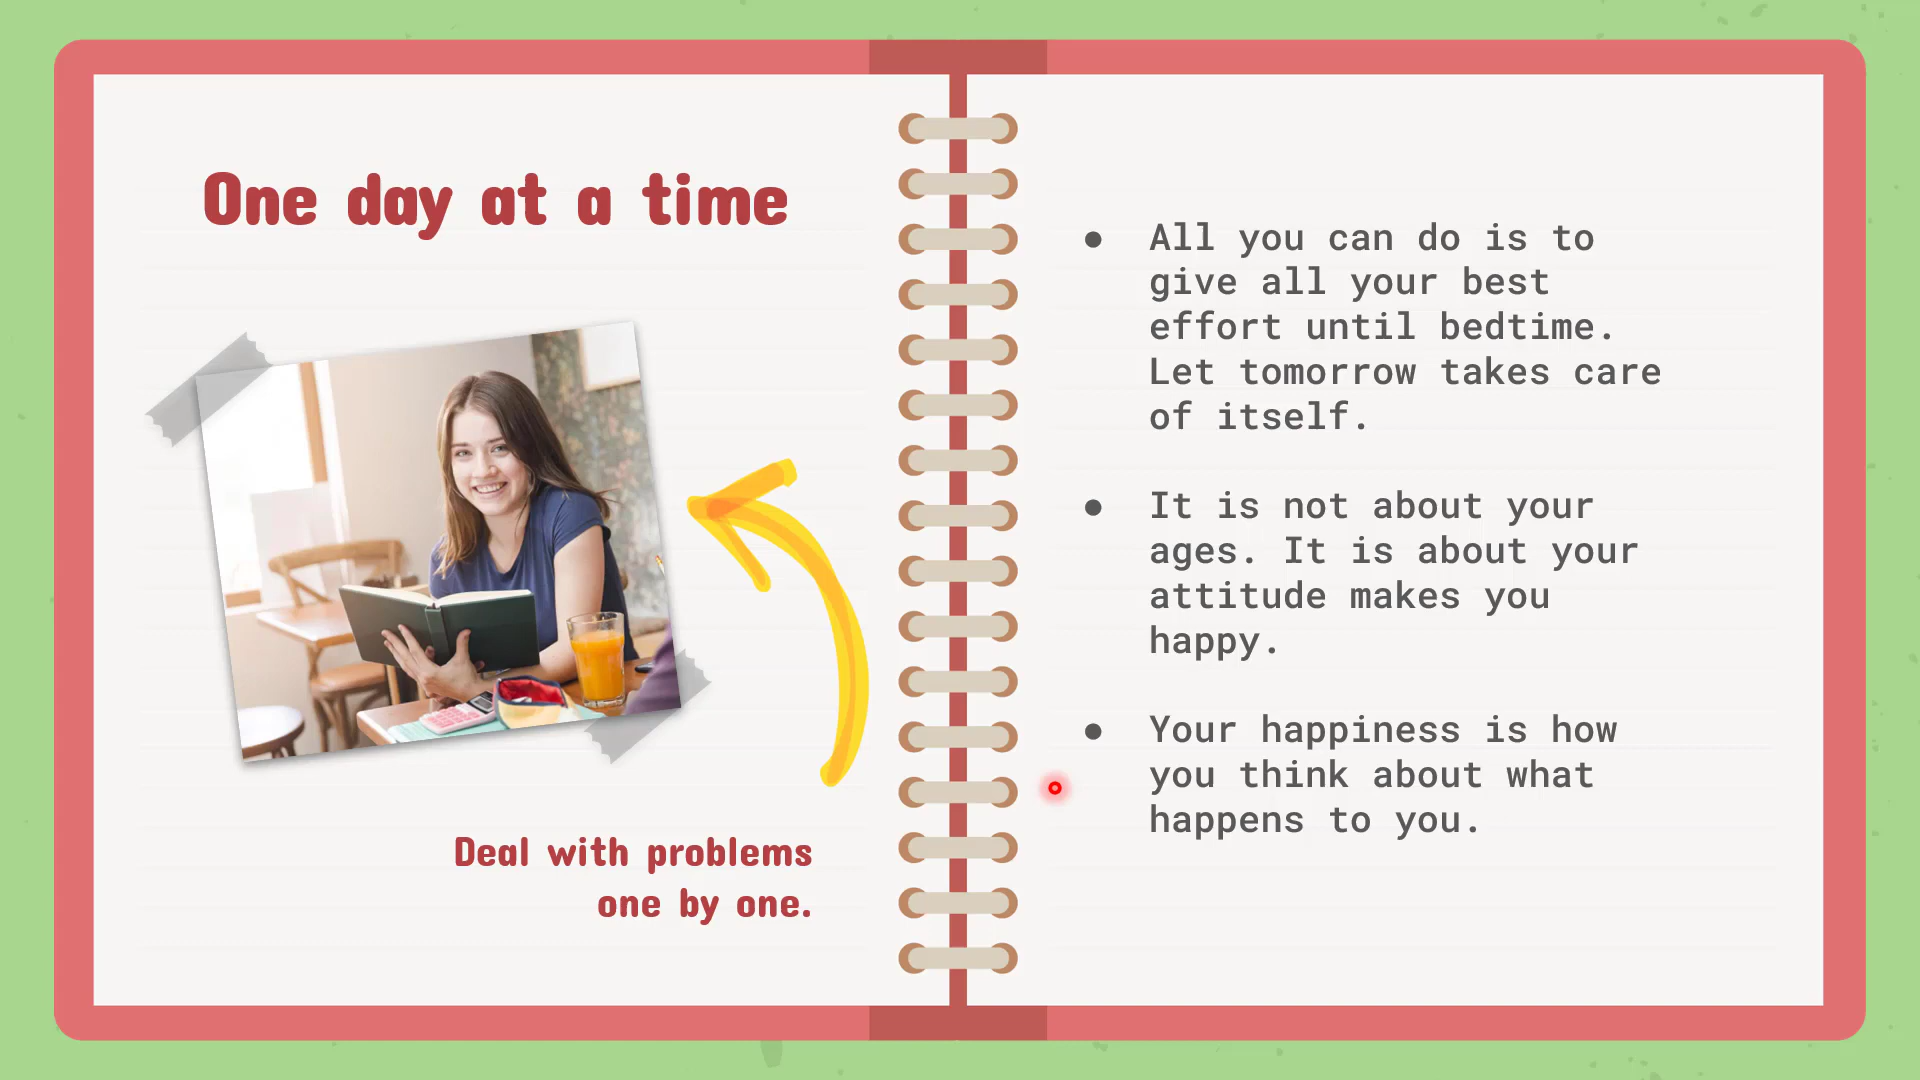 One day at a time
Deal with problems
one by one.
● All you can do is to
give all your best
effort until bedtime.
Let tomorrow takes care
of itself.
● It is not about your
ages. It is about your
attitude makes you
happy.
● Your happiness is how
you think about what
happens to you.